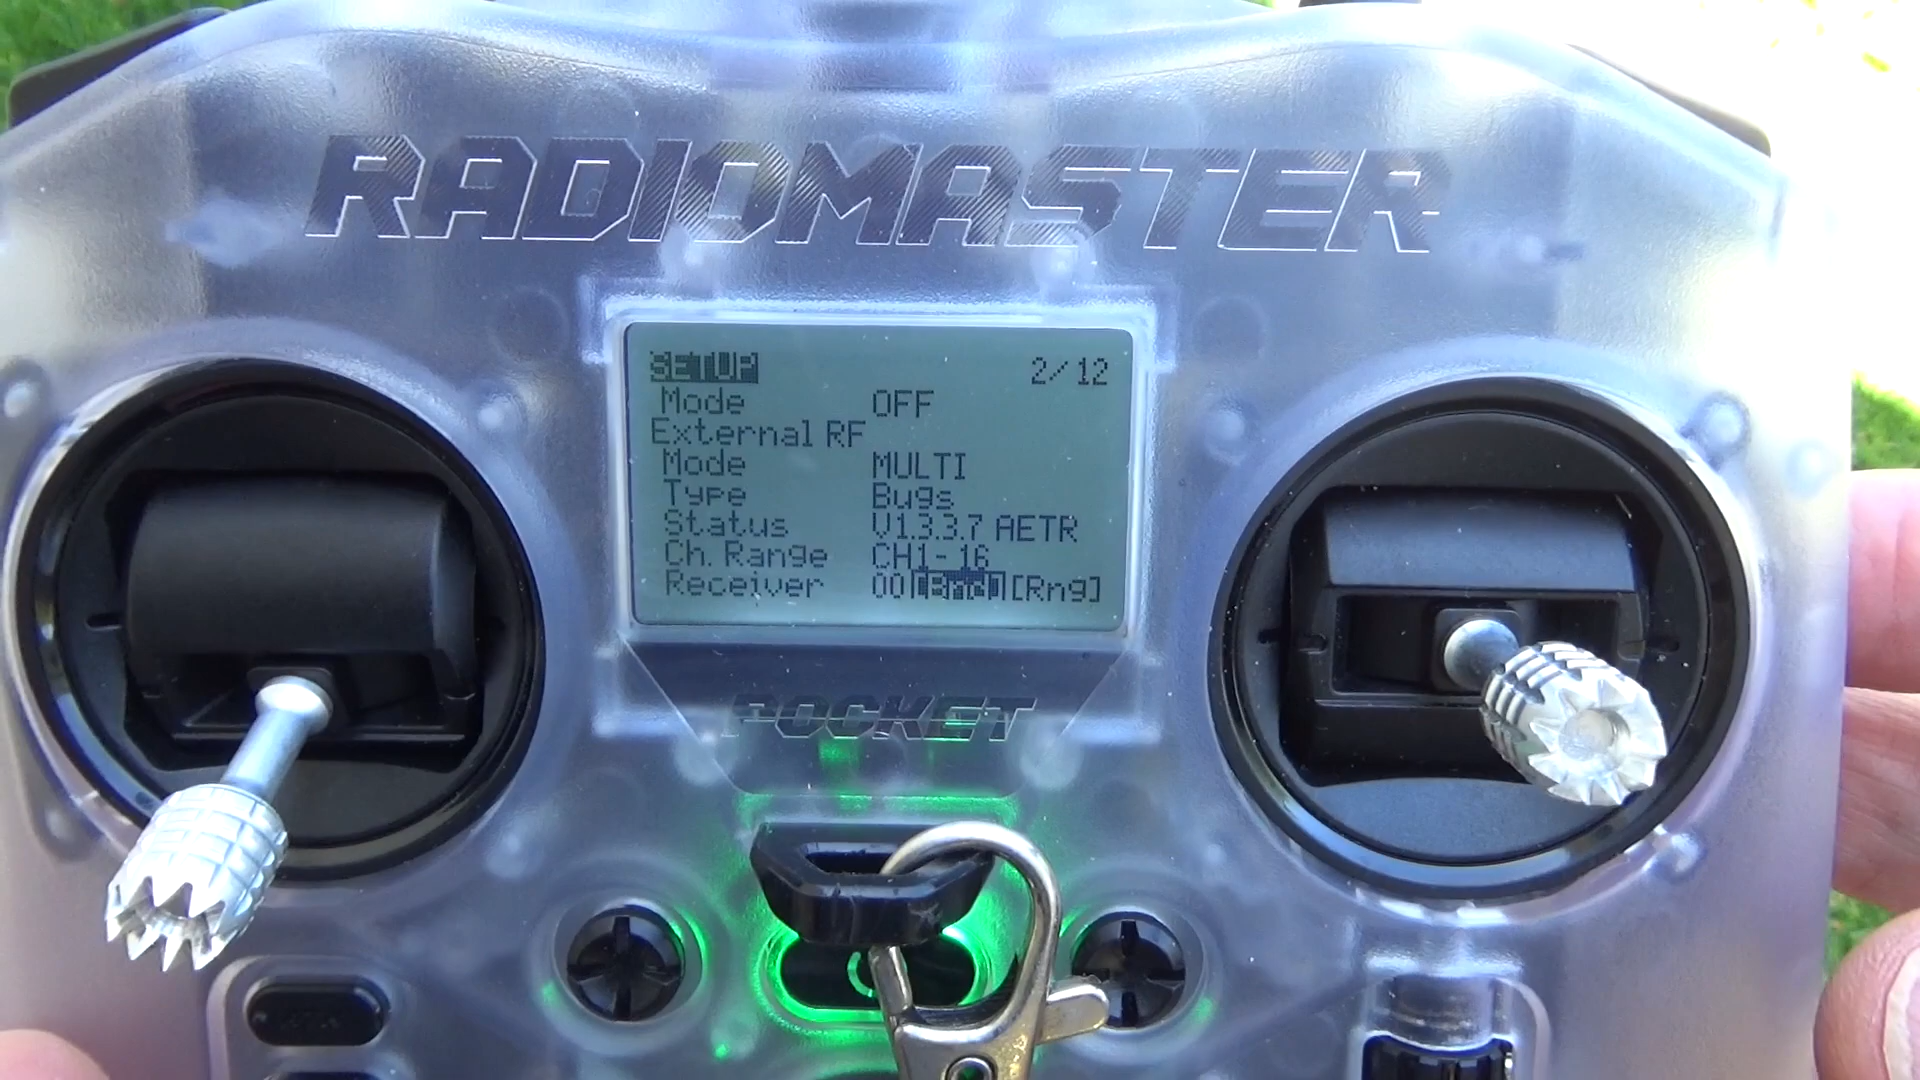 RADIOMASTER
SETUP 2/12
Mode OFF
External RF
Mode MULTI
Type Bugs
Status V1.3.3.7 AETR
Ch. Range CH1-16
Receiver 00 [Bnd] [Rng]
POCKET